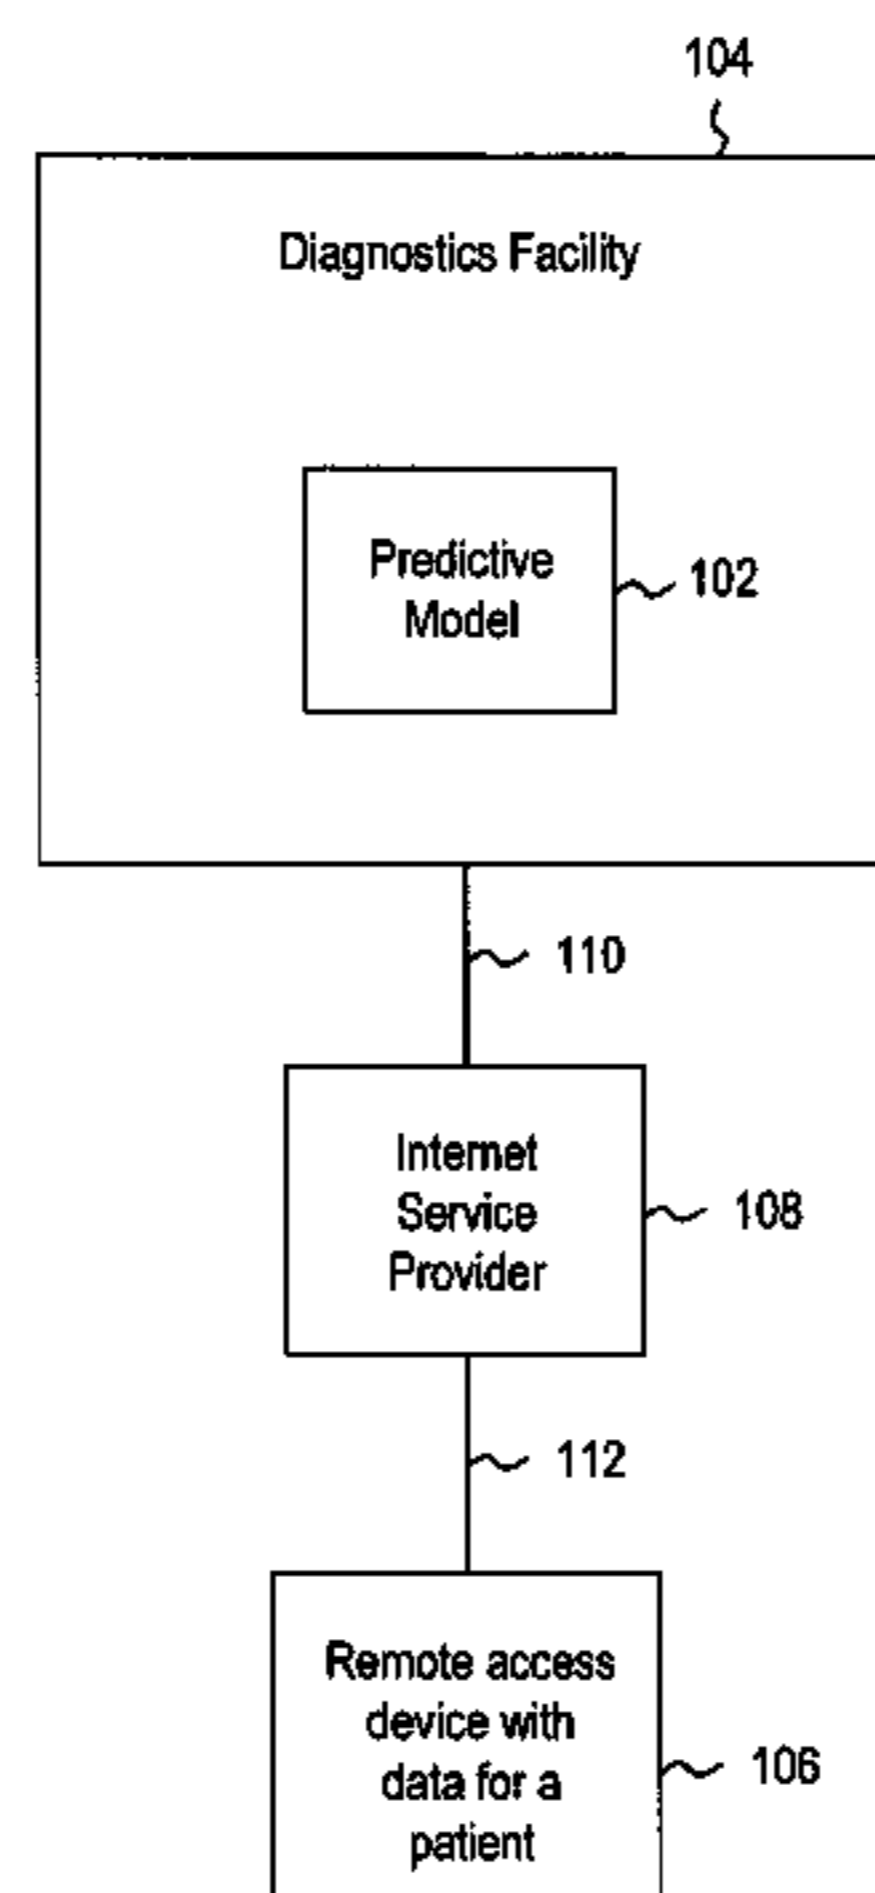 104
Diagnostics Facility
Predictive
Model
102
110
Internet
Service
Provider
108
112
Remote access
device with
data for a
patient
106